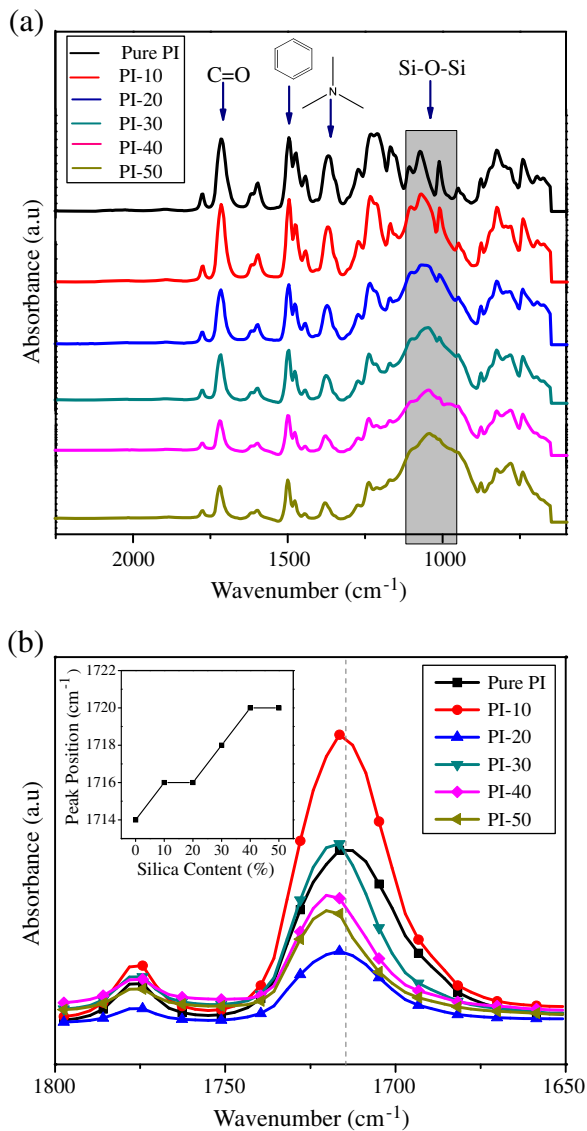 (a)
Pure PI
PI-10
PI-20
PI-30
PI-40
PI-50
C=O
N
Si-O-Si
Absorbance (a.u)
2000
1500
1000
Wavenumber (cm-1)
(b)
Peak Position (cm-1)
1722
1720
1718
1716
1714
0 10 20 30 40 50
Silica Content (%)
Pure PI
PI-10
PI-20
PI-30
PI-40
PI-50
Absorbance (a.u)
1800
1750
1700
1650
Wavenumber (cm-1)